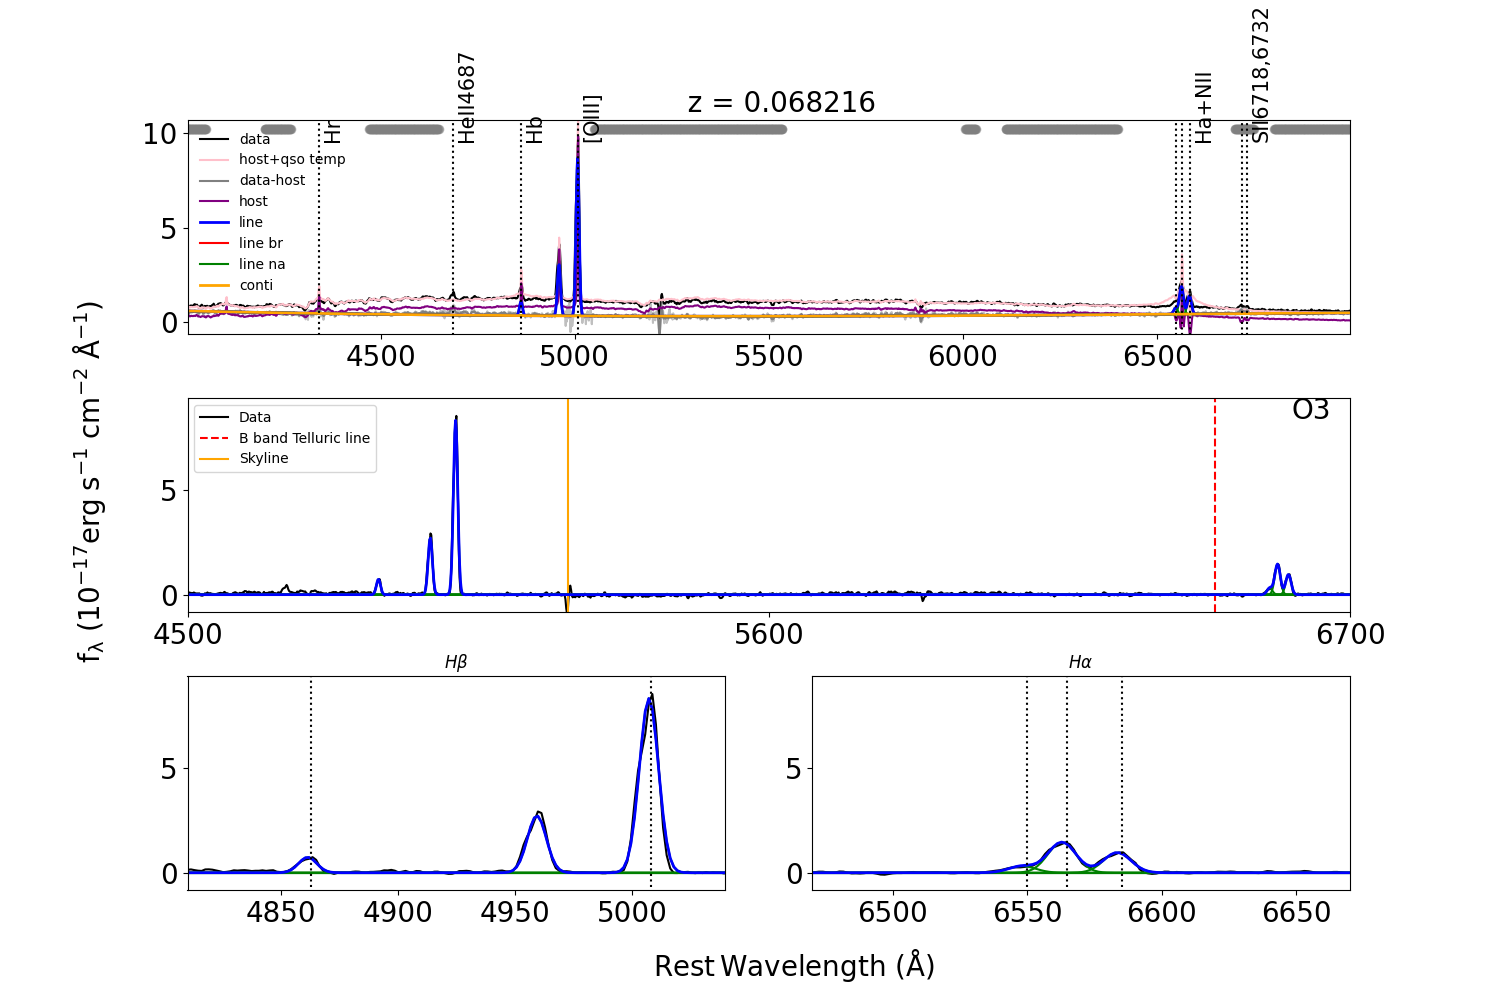 z = 0.068216
Hr
HeII4687
Hb
[OIII]
Ha+NII
SII6718,6732
10
5
0
data
host+qso temp
data-host
host
line
line br
line na
conti
4500 5000 5500 6000 6500
fλ (10−17erg s−1 cm−2 Å−1)
O3
Data
B band Telluric line
Skyline
5
0
4500 5600 6700
Hβ
5
0
4850 4900 4950 5000
Hα
5
0
6500 6550 6600 6650
Rest Wavelength (Å)